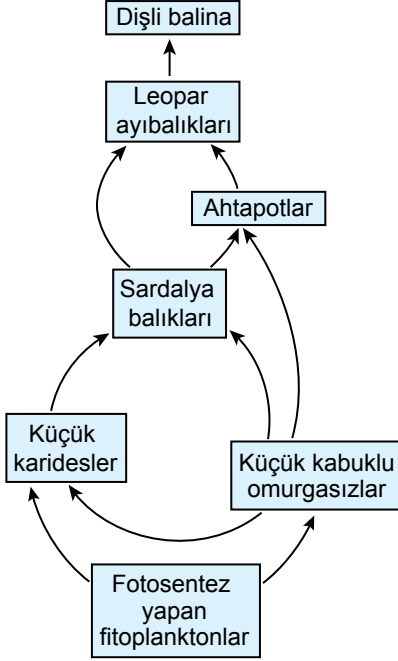 Dişli balina
Leopar
ayıbalıkları
Ahtapotlar
Sardalya
balıkları
Küçük
karidesler
Küçük kabuklu
omurgasızlar
Fotosentez
yapan
fitoplanktonlar